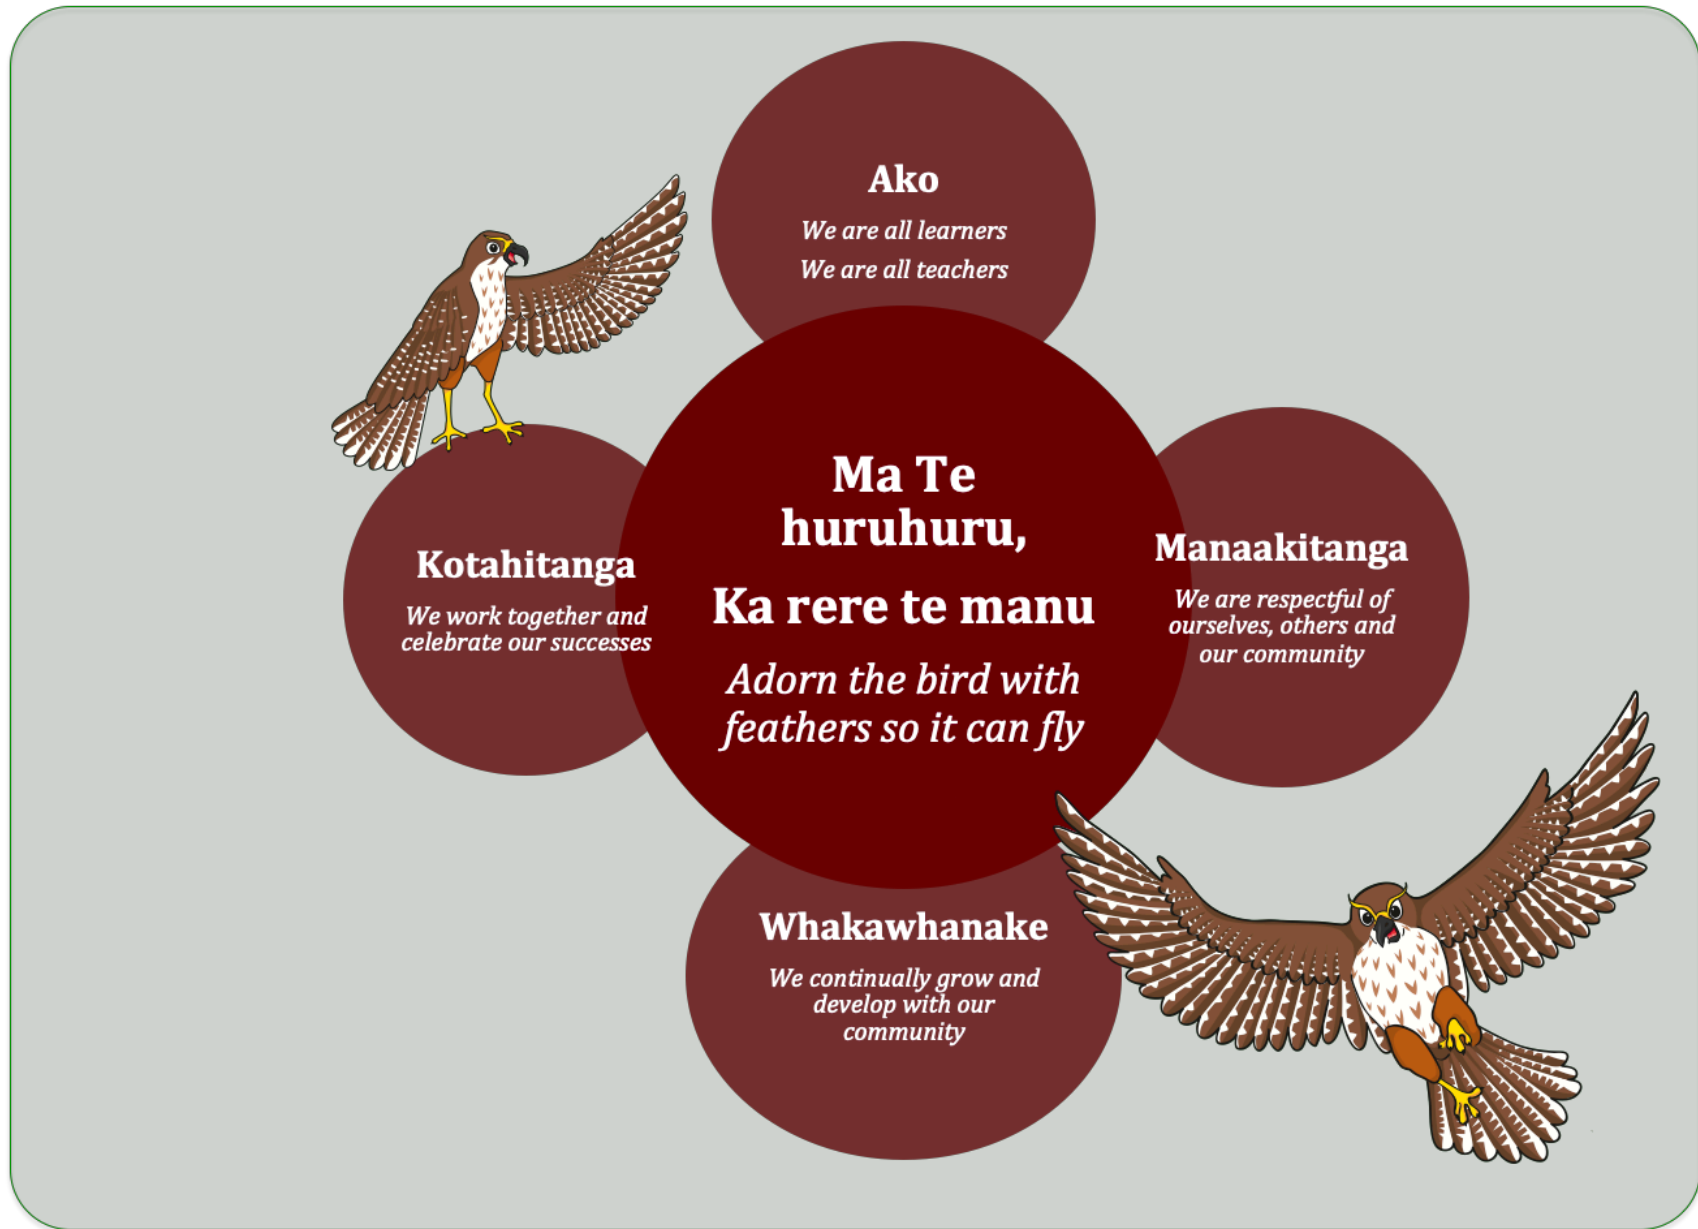 Ako
We are all learners
We are all teachers
Kotahitanga
We work together and
celebrate our successes
Ma Te
huruhuru,
Ka rere te manu
Adorn the bird with
feathers so it can fly
Manaakitanga
We are respectful of
ourselves, others and
our community
Whakawhanake
We continually grow and
develop with our
community